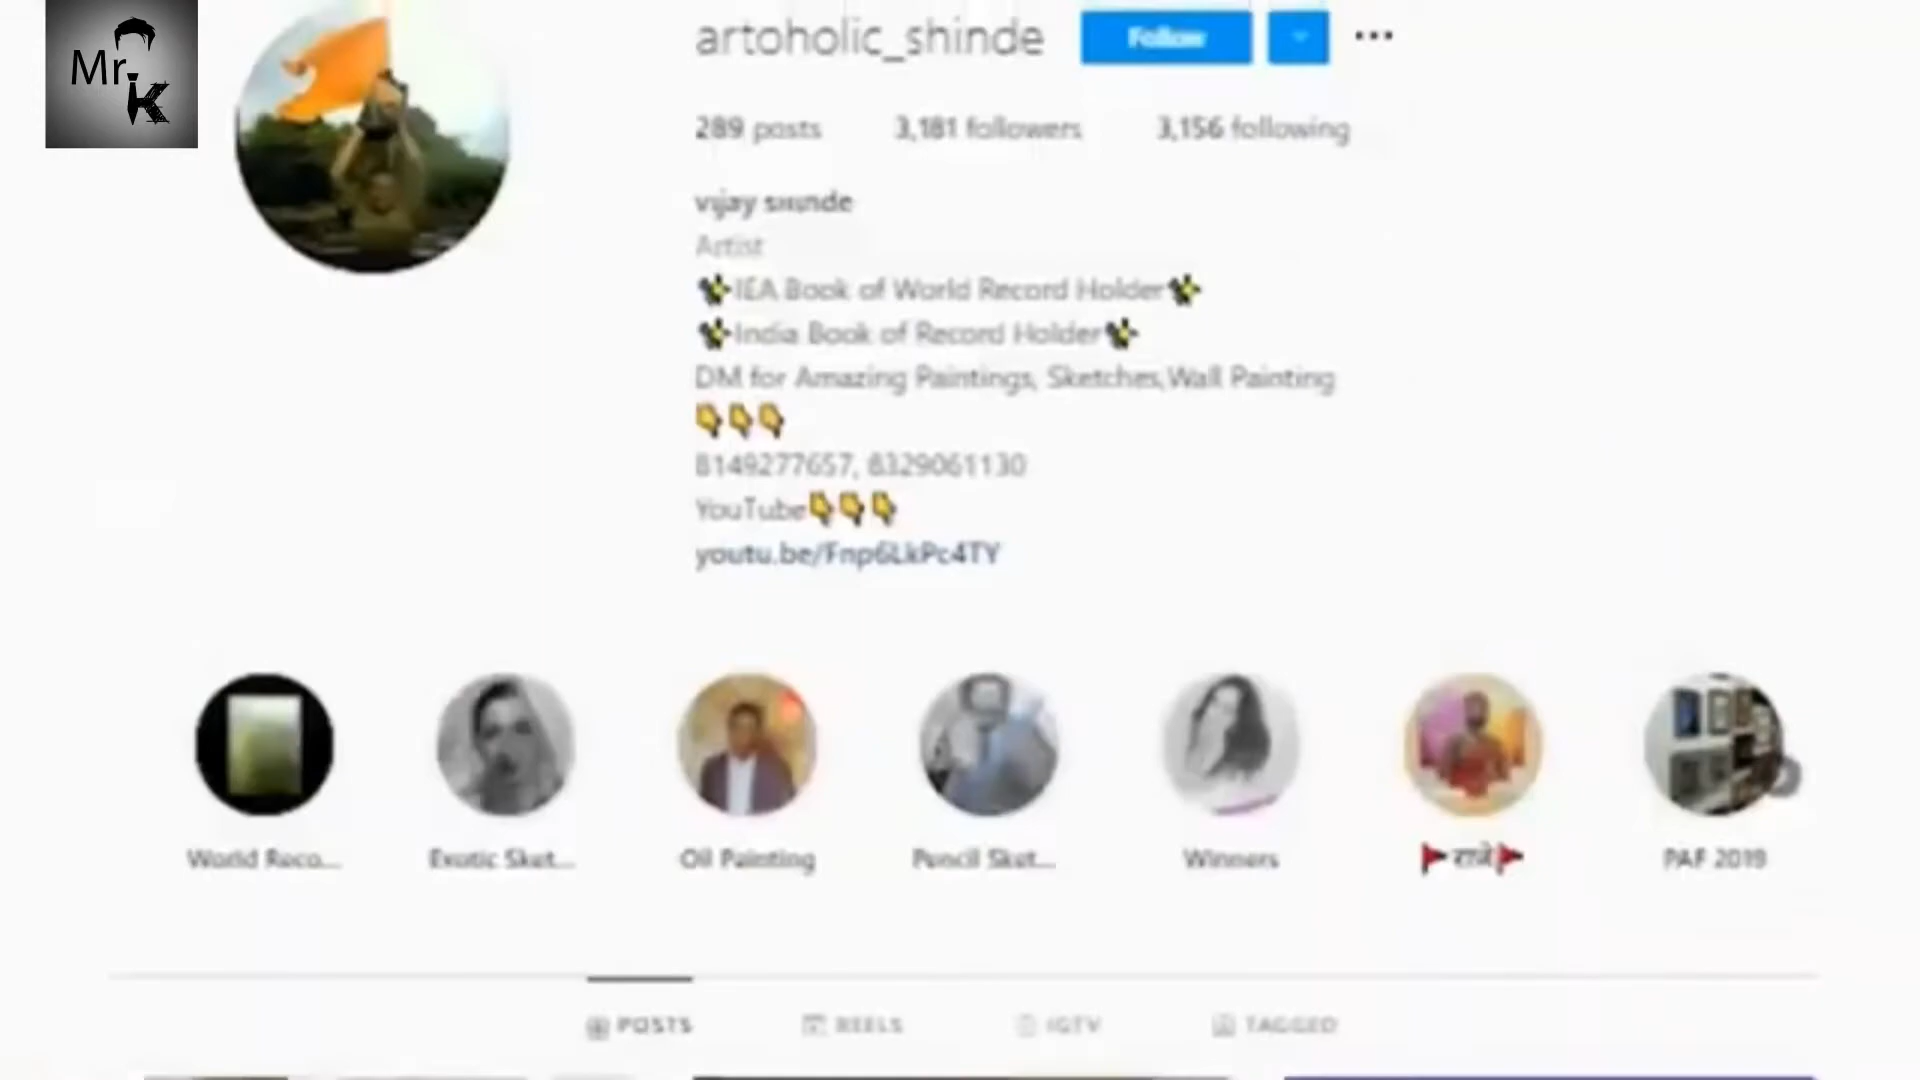 Mr.
K
artoholic_shinde Follow
289 posts 3,181 followers 3,156 following
vijay shinde
Artist
IEA Book of World Record Holder
India Book of Record Holder
DM for Amazing Paintings, Sketches,Wall Painting
8149277657, 8329061130
YouTube
youtu.be/Fnp6LkPc4TY
World Reco... Exotic Sket... Oil Painting Pencil Sket... Winners राजे PAF 2019
POSTS REELS IGTV TAGGED